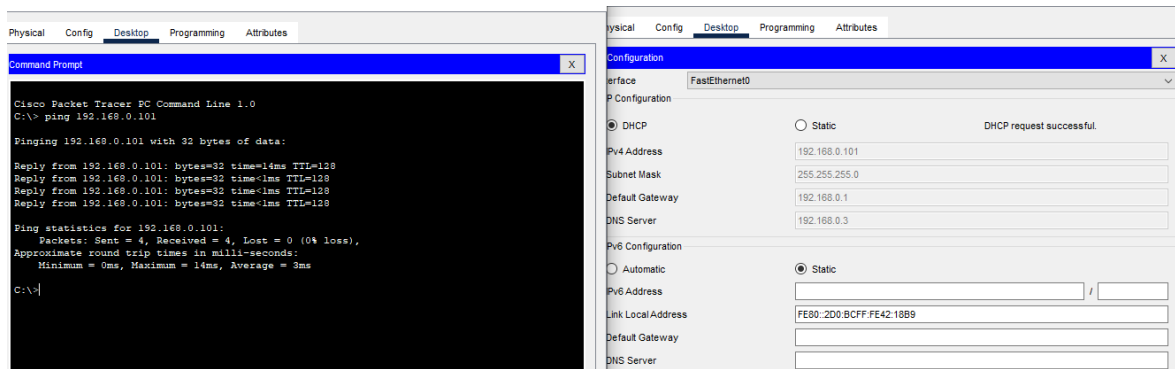 Physical Config Desktop Programming Attributes
Command Prompt X
Cisco Packet Tracer PC Command Line 1.0
C:\> ping 192.168.0.101
Pinging 192.168.0.101 with 32 bytes of data:
Reply from 192.168.0.101: bytes=32 time=14ms TTL=128
Reply from 192.168.0.101: bytes=32 time<1ms TTL=128
Reply from 192.168.0.101: bytes=32 time<1ms TTL=128
Reply from 192.168.0.101: bytes=32 time<1ms TTL=128
Ping statistics for 192.168.0.101:
Packets: Sent = 4, Received = 4, Lost = 0 (0% loss),
Approximate round trip times in milli-seconds:
Minimum = 0ms, Maximum = 14ms, Average = 3ms
C:\>
ysical Config Desktop Programming Attributes
Configuration X
erface FastEthernet0
P Configuration
DHCP Static DHCP request successful.
Pv4 Address 192.168.0.101
Subnet Mask 255.255.255.0
Default Gateway 192.168.0.1
DNS Server 192.168.0.3
Pv6 Configuration
Automatic Static
Pv6 Address /
Link Local Address FE80::2D0:BCFF:FE42:18B9
Default Gateway
DNS Server